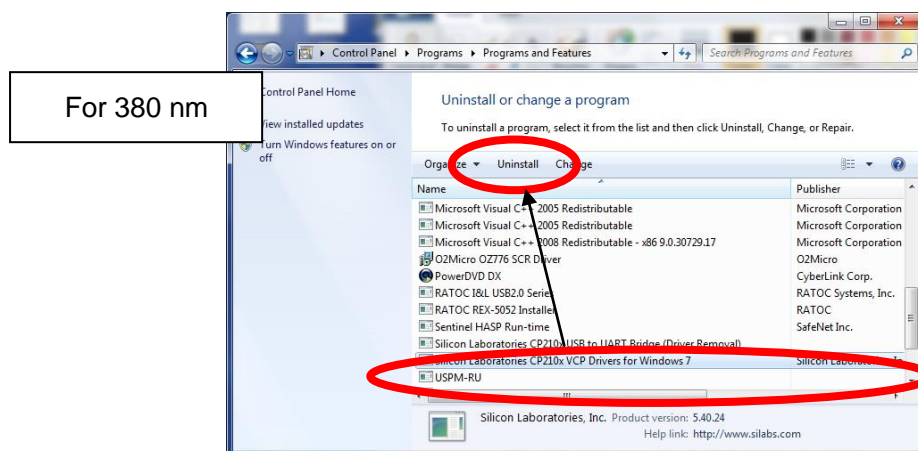 Control Panel ▸ Programs ▸ Programs and Features
Search Programs and Features
For 380 nm
Control Panel Home
View installed updates
Turn Windows features on or
off
Uninstall or change a program
To uninstall a program, select it from the list and then click Uninstall, Change, or Repair.
Organize Uninstall Change
Name Publisher
Microsoft Visual C++ 2005 Redistributable Microsoft Corporation
Microsoft Visual C++ 2005 Redistributable Microsoft Corporation
Microsoft Visual C++ 2008 Redistributable - x86 9.0.30729.17 Microsoft Corporation
O2Micro OZ776 SCR Driver O2Micro
PowerDVD DX CyberLink Corp.
RATOC I&L USB2.0 Series RATOC Systems, Inc.
RATOC REX-5052 Installer RATOC
Sentinel HASP Run-time SafeNet Inc.
Silicon Laboratories CP210x USB to UART Bridge (Driver Removal)
Silicon Laboratories CP210x VCP Drivers for Windows 7 Silicon Laboratories, In
USPM-RU
Silicon Laboratories, Inc. Product version: 5.40.24
Help link: http://www.silabs.com